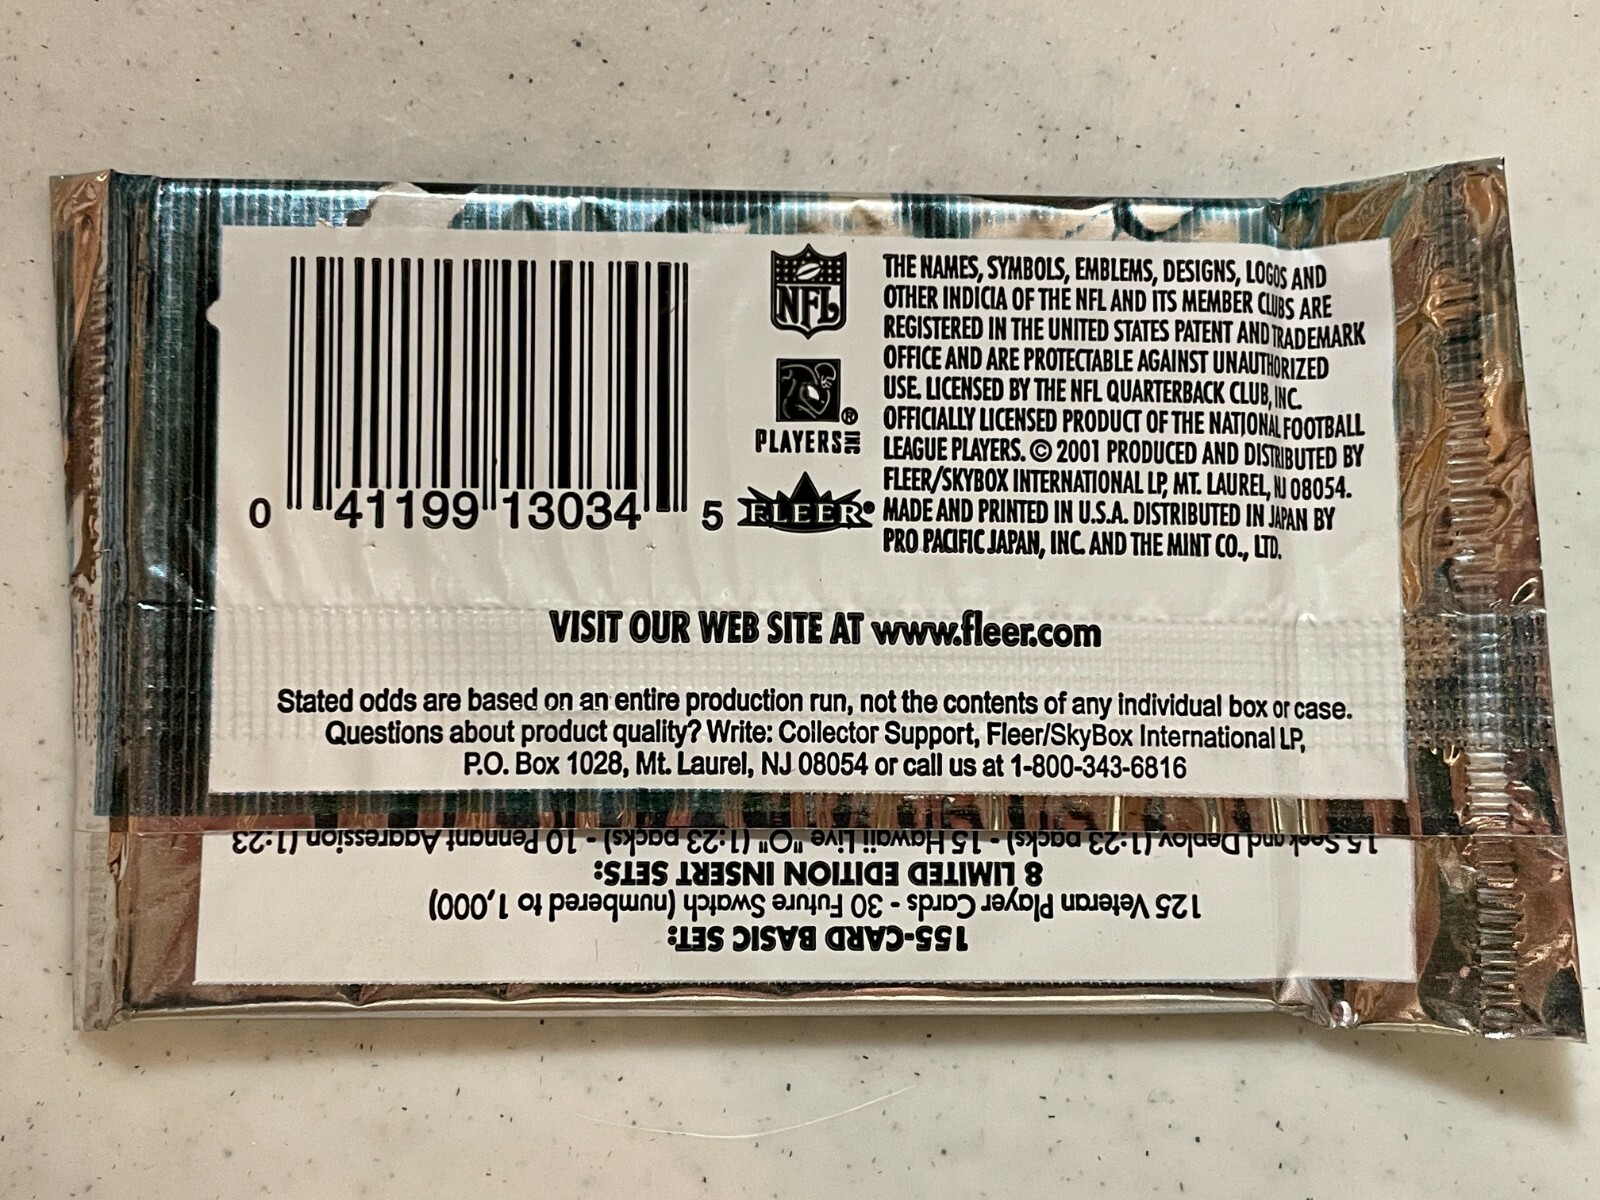 0 41199 13034 5
NFL
PLAYERS INC
FLEER®
THE NAMES, SYMBOLS, EMBLEMS, DESIGNS, LOGOS AND
OTHER INDICIA OF THE NFL AND ITS MEMBER CLUBS ARE
REGISTERED IN THE UNITED STATES PATENT AND TRADEMARK
OFFICE AND ARE PROTECTABLE AGAINST UNAUTHORIZED
USE. LICENSED BY THE NFL QUARTERBACK CLUB, INC.
OFFICIALLY LICENSED PRODUCT OF THE NATIONAL FOOTBALL
LEAGUE PLAYERS. © 2001 PRODUCED AND DISTRIBUTED BY
FLEER/SKYBOX INTERNATIONAL LP, MT. LAUREL, NJ 08054.
MADE AND PRINTED IN U.S.A. DISTRIBUTED IN JAPAN BY
PRO PACIFIC JAPAN, INC. AND THE MINT CO., LTD.
VISIT OUR WEB SITE AT www.fleer.com
Stated odds are based on an entire production run, not the contents of any individual box or case.
Questions about product quality? Write: Collector Support, Fleer/SkyBox International LP,
P.O. Box 1028, Mt. Laurel, NJ 08054 or call us at 1-800-343-6816
155-CARD BASIC SET:
125 Veteran Player Cards - 30 Future Swatch (numbered to 1,000)
8 LIMITED EDITION INSERT SETS:
15 Seek and Deploy (1:23 packs) - 15 Hawaii Live "O" (1:23 packs) - 10 Pennant Aggression (1:23